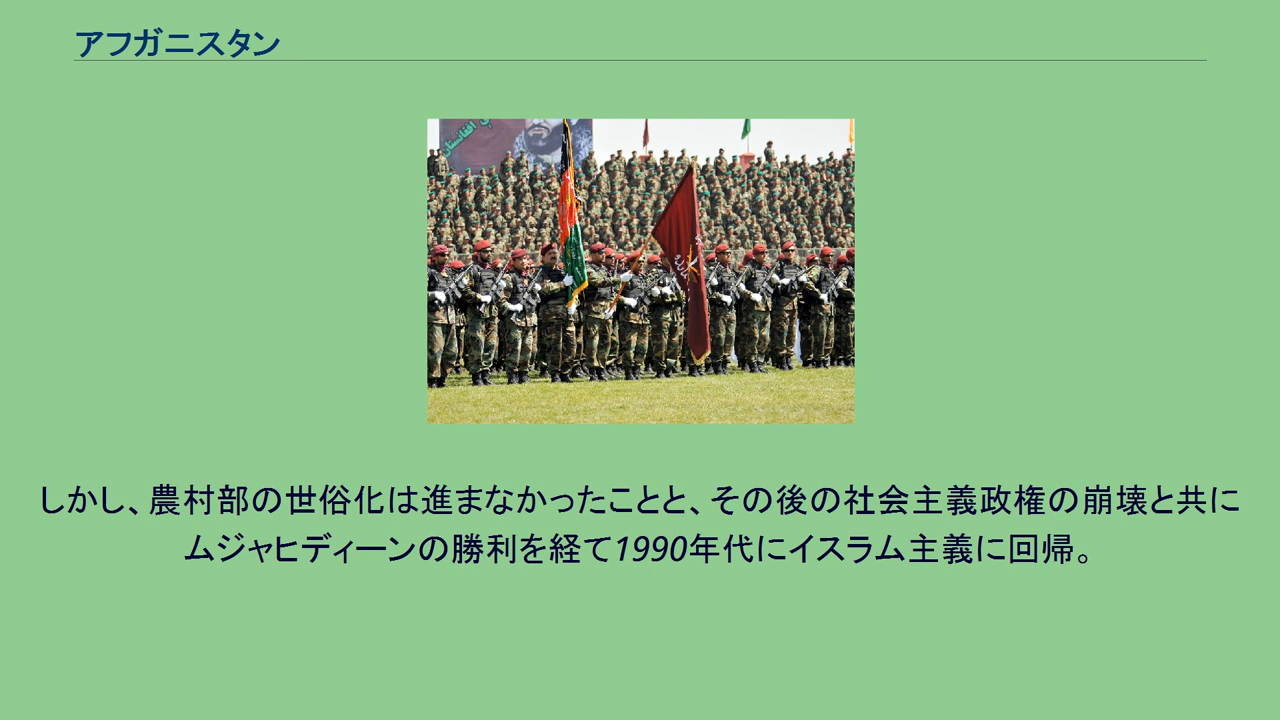 アフガニスタン
افغانستان
しかし、農村部の世俗化は進まなかったことと、その後の社会主義政権の崩壊と共に
ムジャヒディーンの勝利を経て1990年代にイスラム主義に回帰。